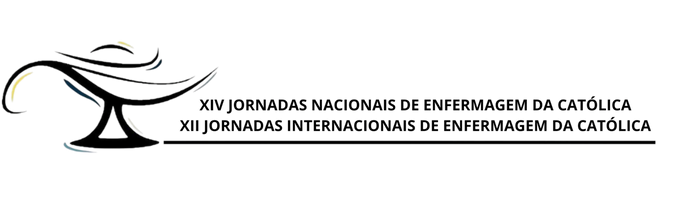 XIV JORNADAS NACIONAIS DE ENFERMAGEM DA CATÓLICA
XII JORNADAS INTERNACIONAIS DE ENFERMAGEM DA CATÓLICA